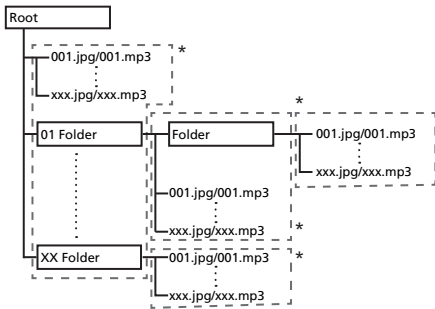 Root
001.jpg/001.mp3
*
xxx.jpg/xxx.mp3
*
01 Folder
Folder
001.jpg/001.mp3
xxx.jpg/xxx.mp3
001.jpg/001.mp3
xxx.jpg/xxx.mp3
*
XX Folder
001.jpg/001.mp3
*
xxx.jpg/xxx.mp3